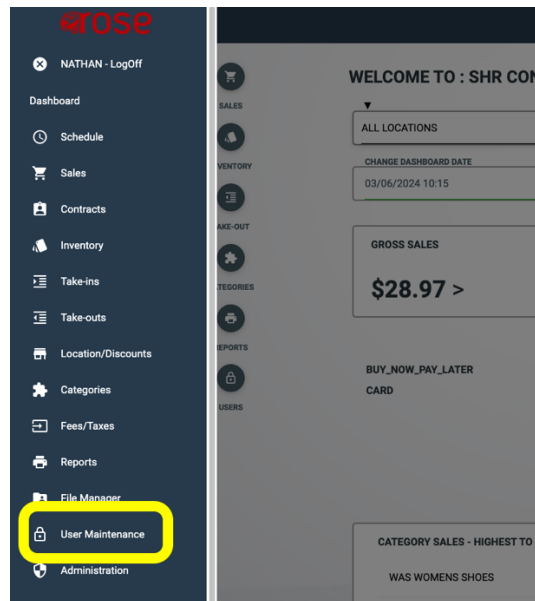 rose
NATHAN - LogOff
Dashboard
Schedule
Sales
Contracts
Inventory
Take-ins
Take-outs
Location/Discounts
Categories
Fees/Taxes
Reports
File Manager
User Maintenance
Administration
SALES
VENTORY
AKE-OUT
TEGORIES
EPORTS
USERS
WELCOME TO : SHR CON
ALL LOCATIONS
CHANGE DASHBOARD DATE
03/06/2024 10:15
GROSS SALES
$28.97 >
BUY_NOW_PAY_LATER
CARD
CATEGORY SALES - HIGHEST TO
WAS WOMENS SHOES